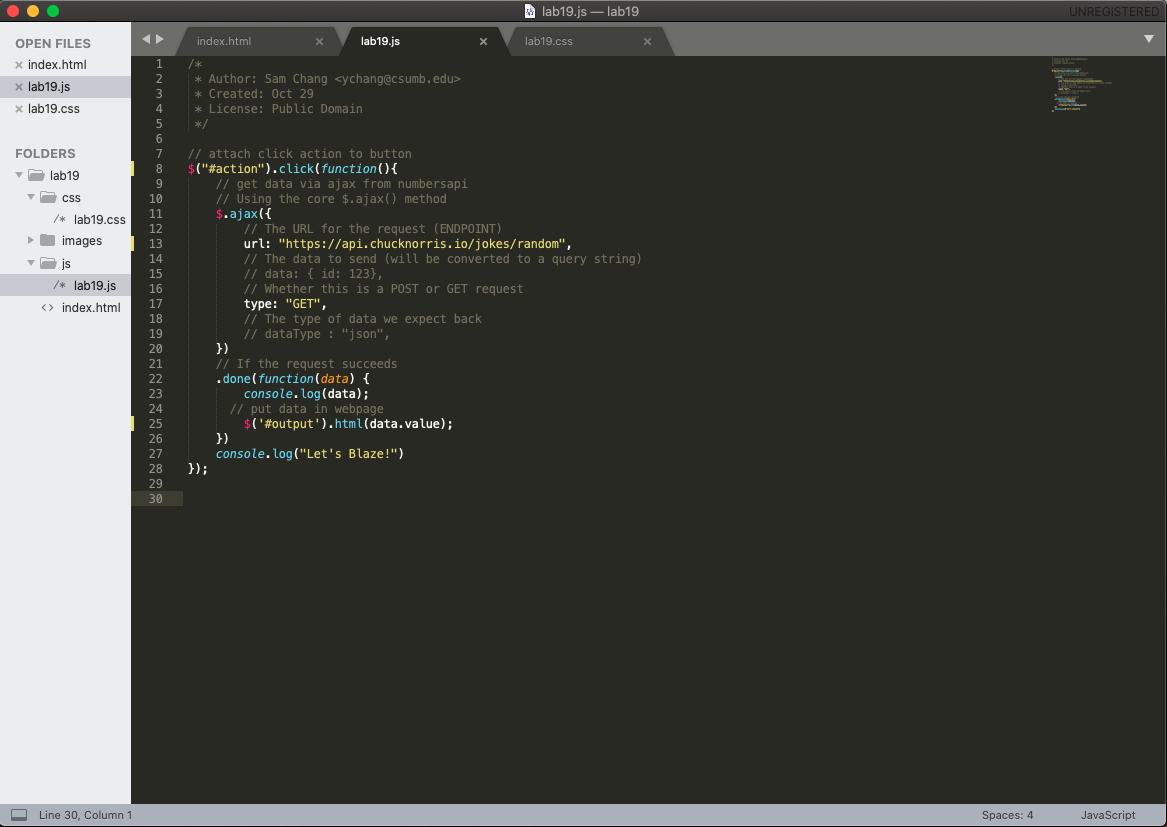 lab19.js — lab19
UNREGISTERED
OPEN FILES
index.html
lab19.js
lab19.css
FOLDERS
lab19
css
/* lab19.css
images
js
/* lab19.js
<> index.html
index.html
lab19.js
lab19.css
1 /*
2 * Author: Sam Chang <ychang@csumb.edu>
3 * Created: Oct 29
4 * License: Public Domain
5 */
6
7 // attach click action to button
8 $("#action").click(function(){
9 // get data via ajax from numbersapi
10 // Using the core $.ajax() method
11 $.ajax({
12 // The URL for the request (ENDPOINT)
13 url: "https://api.chucknorris.io/jokes/random",
14 // The data to send (will be converted to a query string)
15 // data: { id: 123},
16 // Whether this is a POST or GET request
17 type: "GET",
18 // The type of data we expect back
19 // dataType : "json",
20 })
21 // If the request succeeds
22 .done(function(data) {
23 console.log(data);
24 // put data in webpage
25 $('#output').html(data.value);
26 })
27 console.log("Let's Blaze!")
28 });
29
30
Line 30, Column 1
Spaces: 4
JavaScript